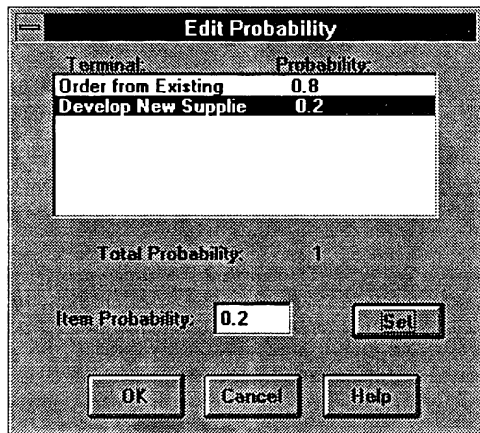 Edit Probability
Terminal: Probability:
Order from Existing 0.8
Develop New Supplie 0.2
Total Probability: 1
Item Probability: 0.2 Set
OK Cancel Help